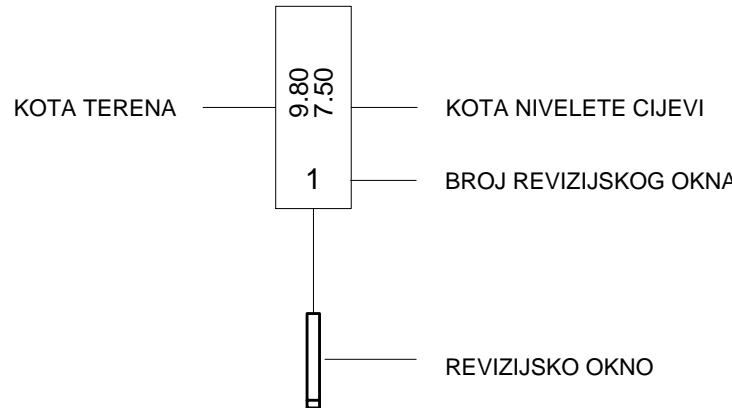 9.80
7.50
KOTA TERENA
KOTA NIVELETE CIJEVI
1
BROJ REVIZIJSKOG OKNA
REVIZIJSKO OKNO